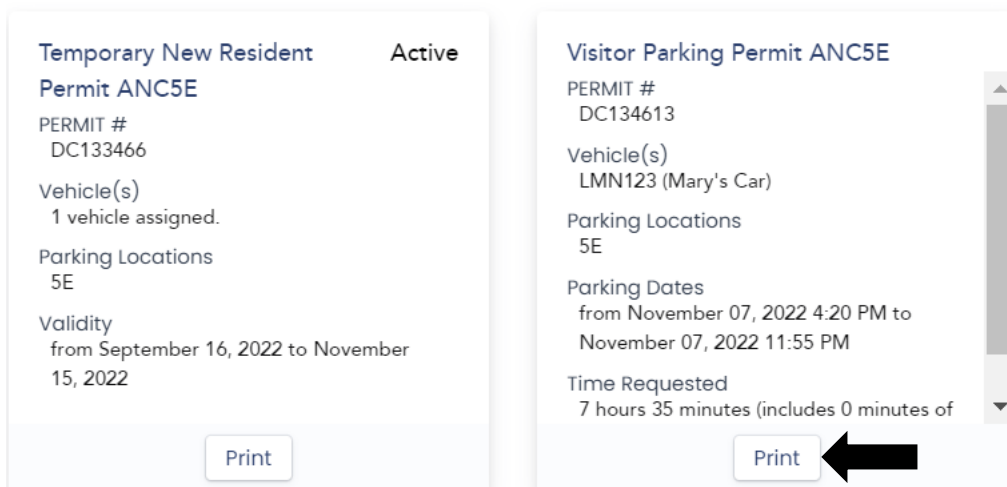 Temporary New Resident Active
Permit ANC5E
PERMIT #
DC133466
Vehicle(s)
1 vehicle assigned.
Parking Locations
5E
Validity
from September 16, 2022 to November
15, 2022
Print
Visitor Parking Permit ANC5E
PERMIT #
DC134613
Vehicle(s)
LMN123 (Mary's Car)
Parking Locations
5E
Parking Dates
from November 07, 2022 4:20 PM to
November 07, 2022 11:55 PM
Time Requested
7 hours 35 minutes (includes 0 minutes of
Print